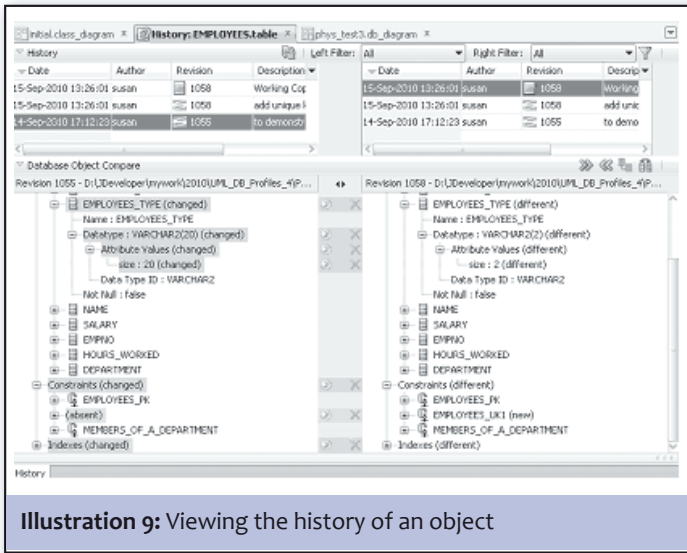 initial.class_diagram × History: EMPLOYEES.table × phys_test3.db_diagram ×
History Left Filter: All Right Filter: All
Date Author Revision Description Date Author Revision Descrip
15-Sep-2010 13:26:01 susan 1058 Working Cop 15-Sep-2010 13:26:01 susan 1058 Working
15-Sep-2010 13:26:01 susan 1058 add unique k 15-Sep-2010 13:26:01 susan 1058 add unic
14-Sep-2010 17:12:23 susan 1055 to demonstr 14-Sep-2010 17:12:23 susan 1055 to demo
Database Object Compare
Revision 1055 - D:\JDeveloper\mywork\2010\UML_DB_Profiles_4\P... Revision 1058 - D:\JDeveloper\mywork\2010\UML_DB_Profiles_4\P...
EMPLOYEES_TYPE (changed) EMPLOYEES_TYPE (different)
Name : EMPLOYEES_TYPE Name : EMPLOYEES_TYPE
Datatype : VARCHAR2(20) (changed) Datatype : VARCHAR2(2) (different)
Attribute Values (changed) Attribute Values (different)
size : 20 (changed) size : 2 (different)
Data Type ID : VARCHAR2 Data Type ID : VARCHAR2
Not Null : false Not Null : false
NAME NAME
SALARY SALARY
EMPNO EMPNO
HOURS_WORKED HOURS_WORKED
DEPARTMENT DEPARTMENT
Constraints (changed) Constraints (different)
EMPLOYEES_PK EMPLOYEES_PK
(absent) EMPLOYEES_UK1 (new)
MEMBERS_OF_A_DEPARTMENT MEMBERS_OF_A_DEPARTMENT
Indexes (changed) Indexes (different)
History
Illustration 9: Viewing the history of an object